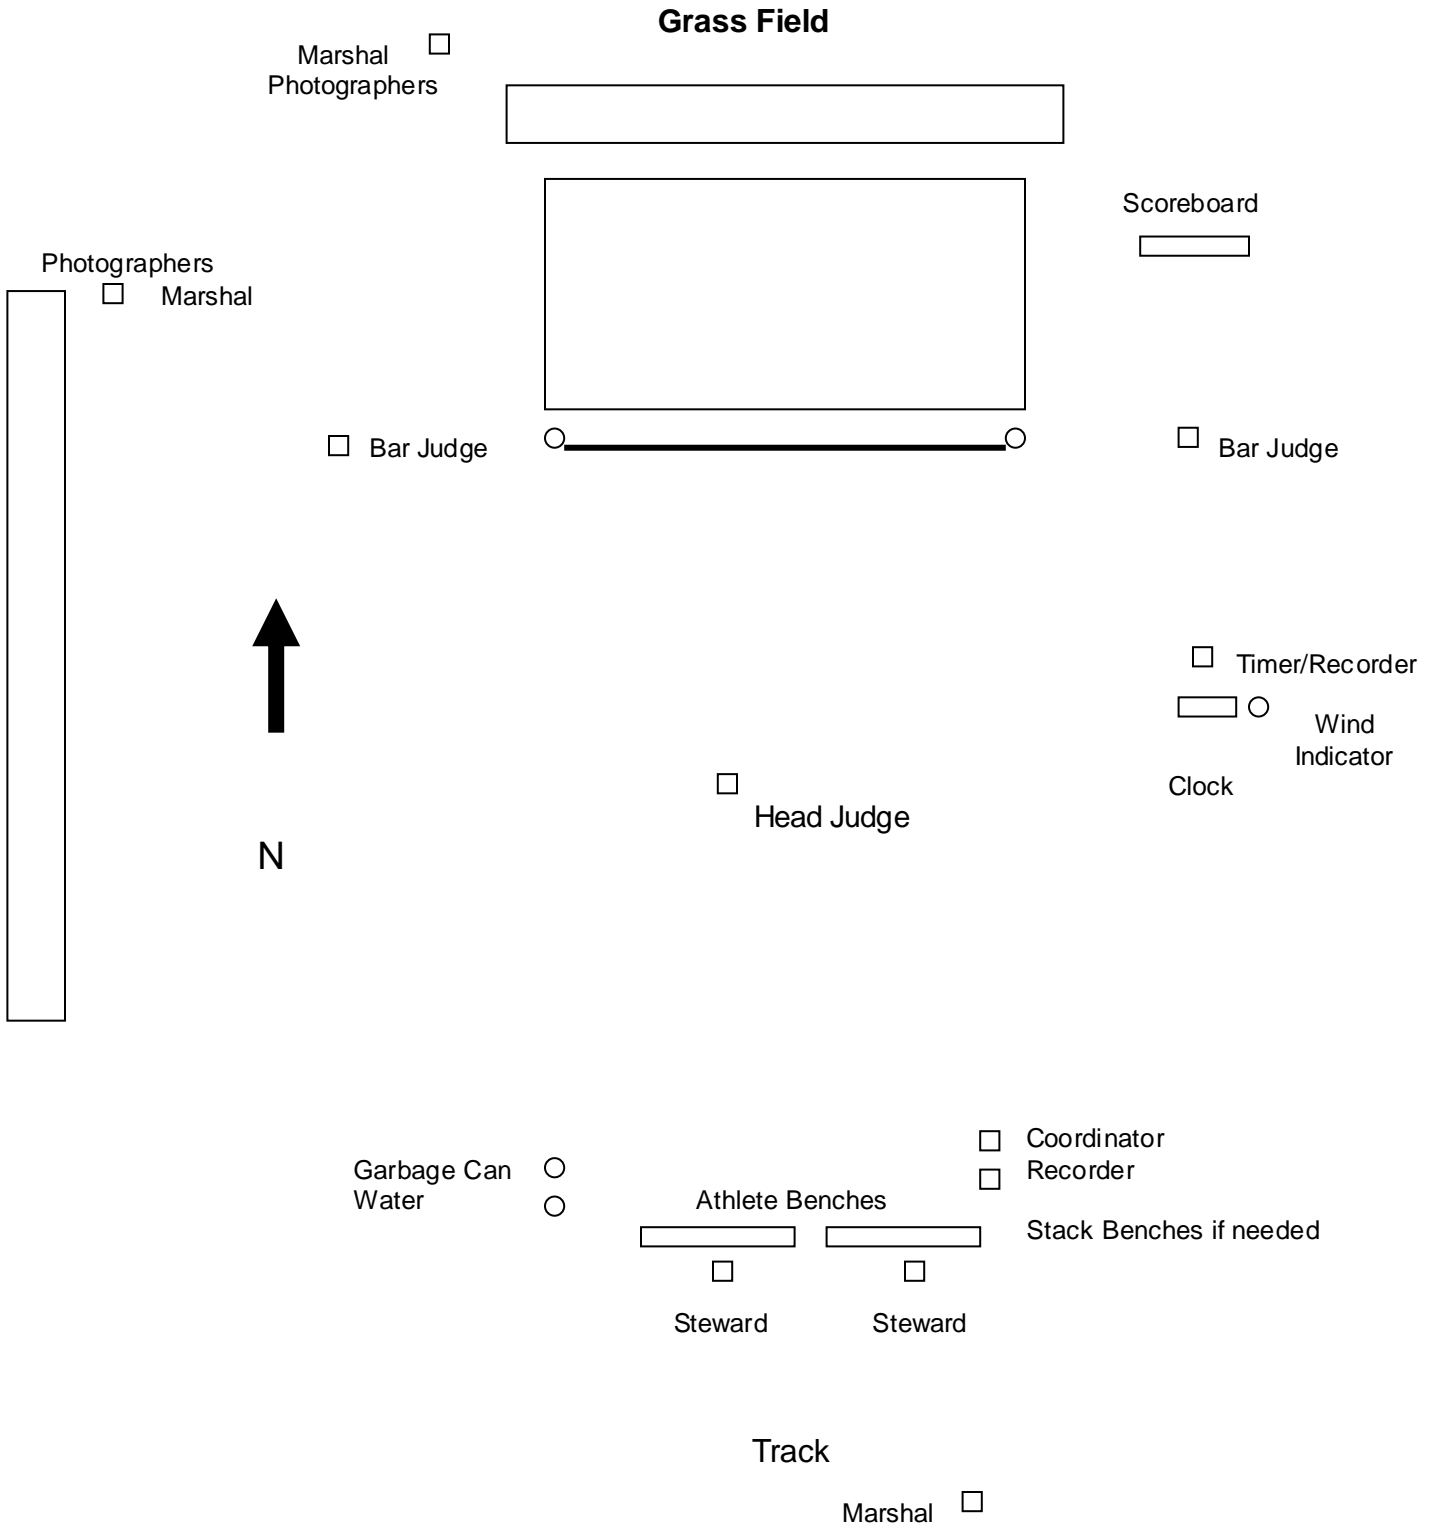 Grass Field
Marshal
Photographers
Scoreboard
Photographers
Marshal
Bar Judge
Bar Judge
Timer/Recorder
Wind
Indicator
Clock
Head Judge
N
Coordinator
Garbage Can
Recorder
Water
Athlete Benches
Stack Benches if needed
Steward
Steward
Track
Marshal